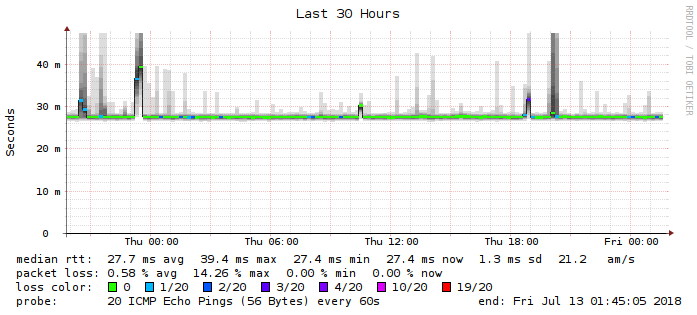 Last 30 Hours
RRDTOOL / TOBI OETIKER
Seconds
40 m
30 m
20 m
10 m
0
Thu 00:00 Thu 06:00 Thu 12:00 Thu 18:00 Fri 00:00
median rtt: 27.7 ms avg 39.4 ms max 27.4 ms min 27.4 ms now 1.3 ms sd 21.2 am/s
packet loss: 0.58 % avg 14.26 % max 0.00 % min 0.00 % now
loss color: 0 1/20 2/20 3/20 4/20 10/20 19/20
probe: 20 ICMP Echo Pings (56 Bytes) every 60s end: Fri Jul 13 01:45:05 2018